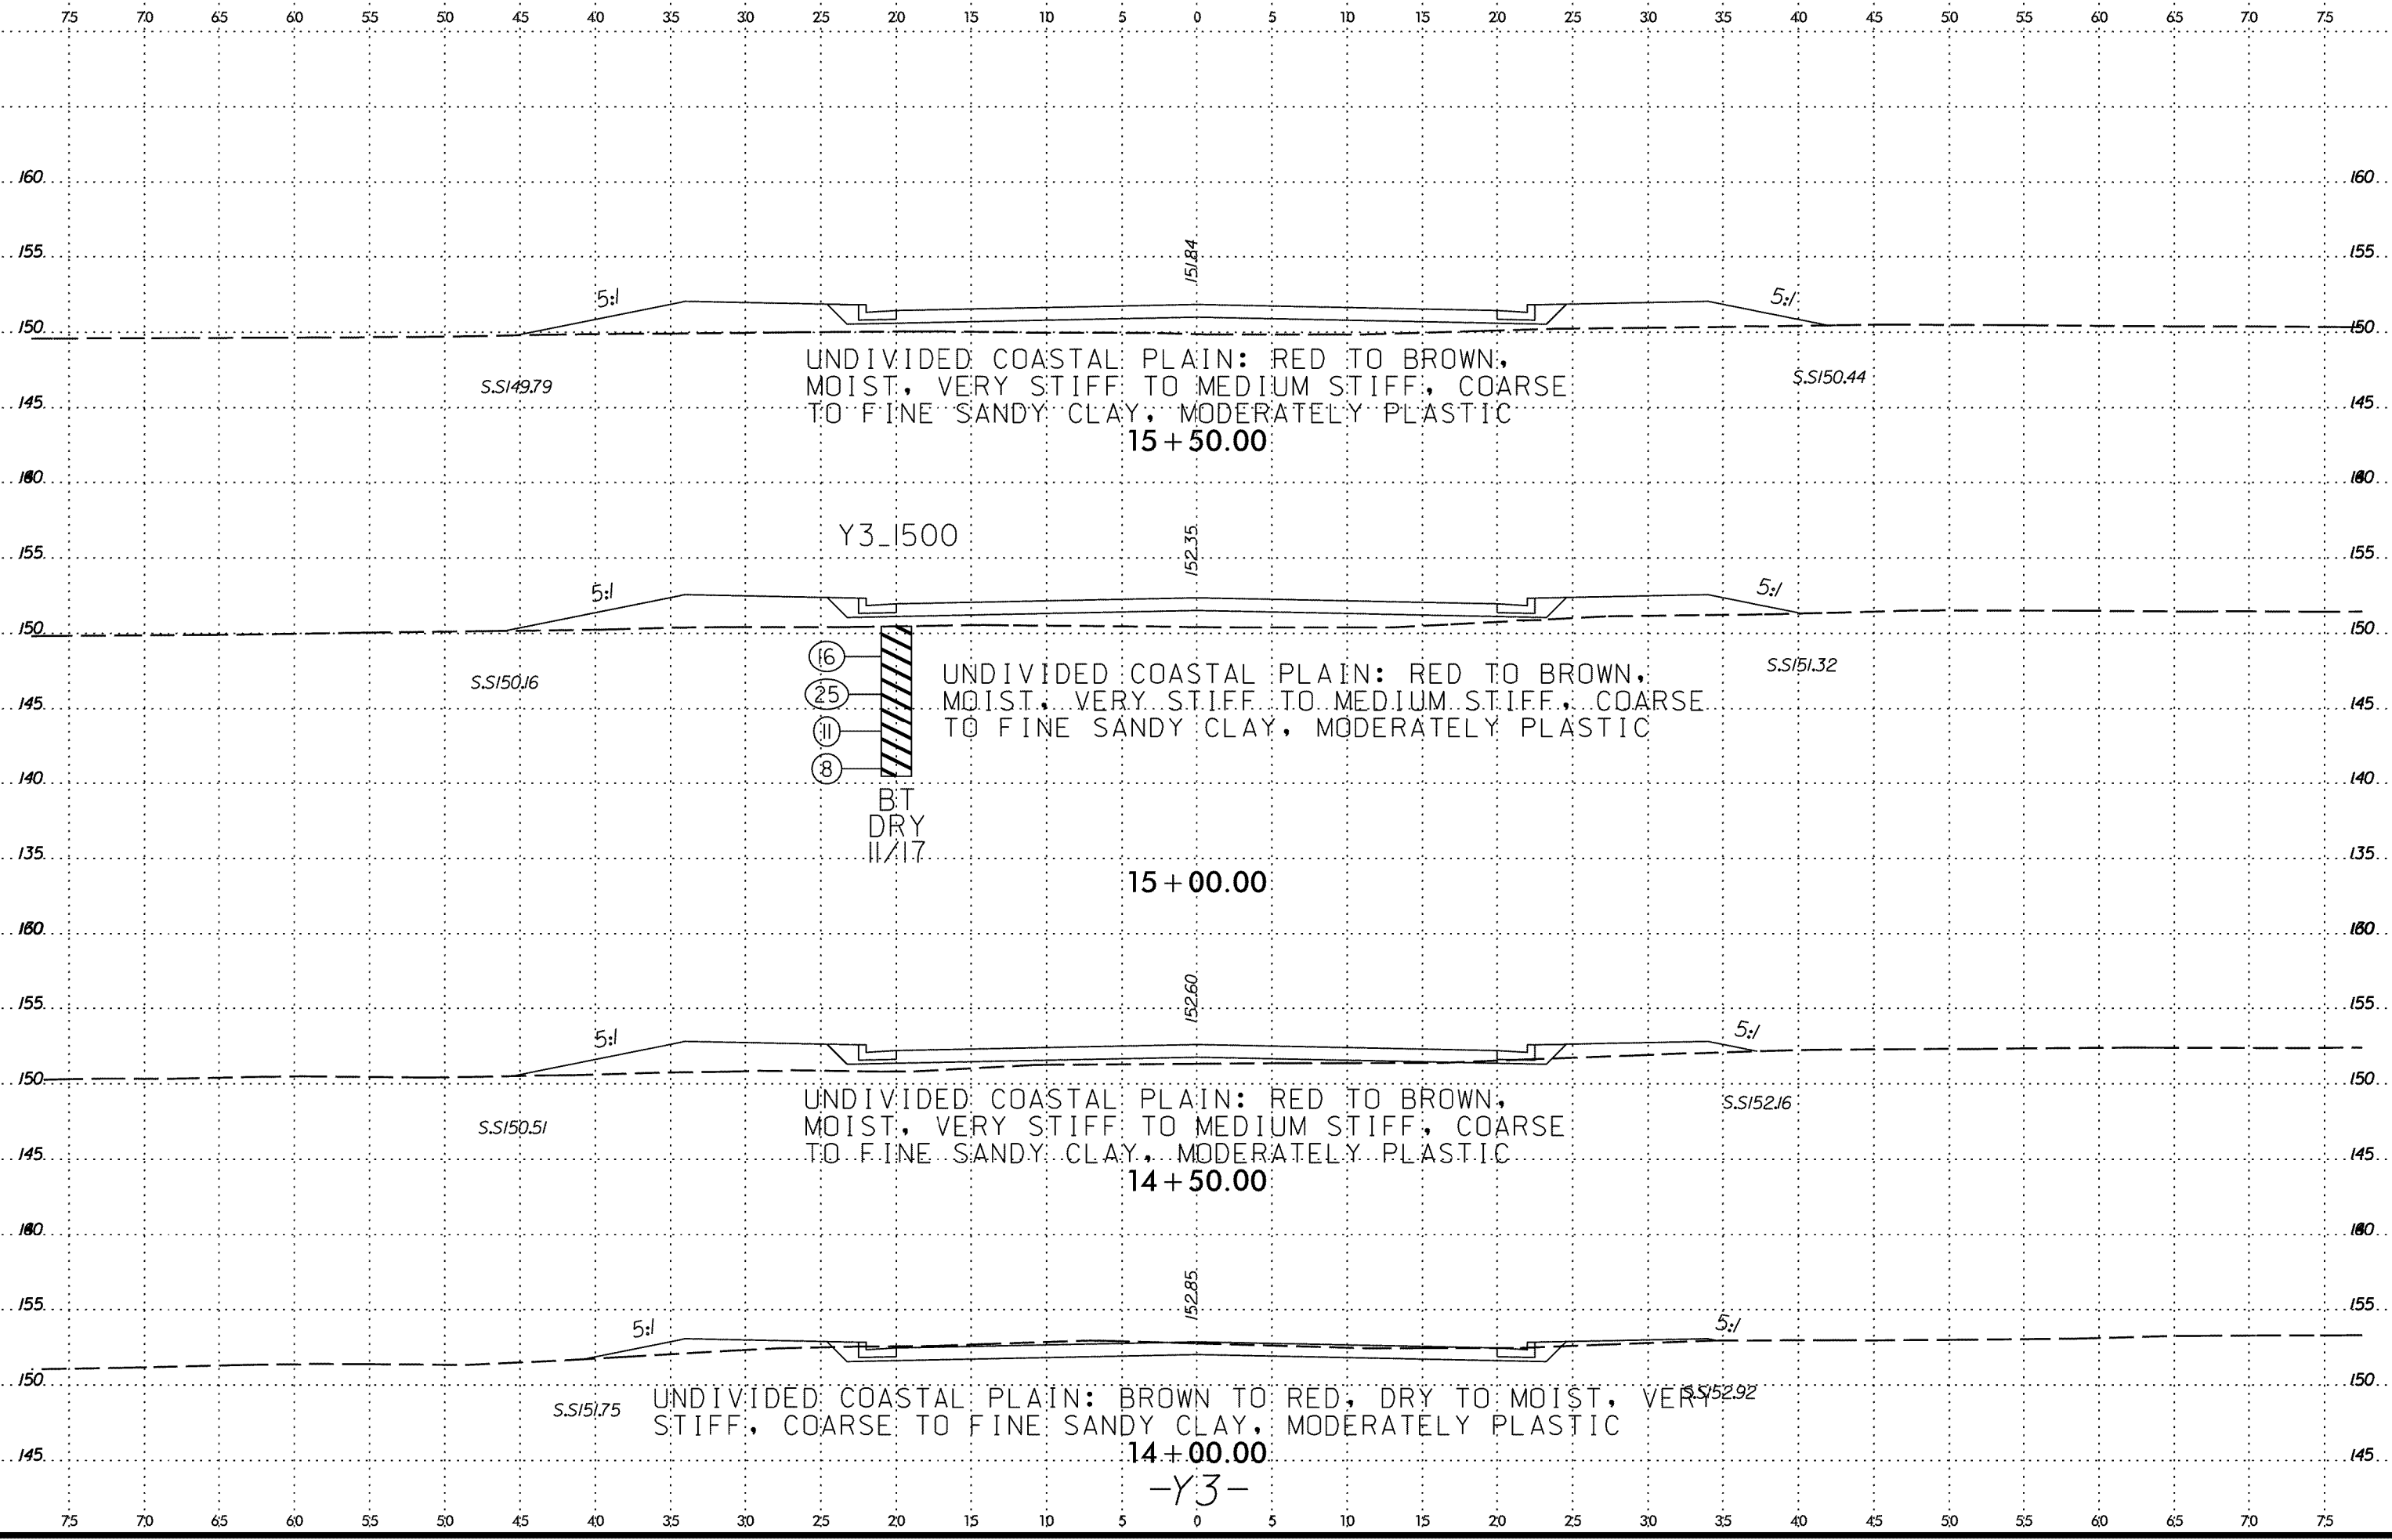 75 70 65 60 55 50 45 40 35 30 25 20 15 10 5 0 5 10 15 20 25 30 35 40 45 50 55 60 65 70 75
160 160
155 151.84 155
5:1 5:1
150 150
UNDIVIDED COASTAL PLAIN: RED TO BROWN,
S.S149.79 MOIST, VERY STIFF TO MEDIUM STIFF, COARSE S.S150.44
145 TO FINE SANDY CLAY, MODERATELY PLASTIC 145
15+50.00
Y3_1500
155 152.35 155
5:1 5:1
150 150
16
UNDIVIDED COASTAL PLAIN: RED TO BROWN, S.S151.32
S.S150.16
25 MOIST, VERY STIFF TO MEDIUM STIFF, COARSE
145 145
11 TO FINE SANDY CLAY, MODERATELY PLASTIC
8
140 140
BT
DRY
135 11/17 135
15+00.00
155 152.60 155
5:1 5:1
150 150
UNDIVIDED COASTAL PLAIN: RED TO BROWN, S.S152.16
S.S150.51 MOIST, VERY STIFF TO MEDIUM STIFF, COARSE
145 TO FINE SANDY CLAY, MODERATELY PLASTIC 145
14+50.00
155 152.85 155
5:1 5:1
150 150
UNDIVIDED COASTAL PLAIN: BROWN TO RED, DRY TO MOIST, VERY S.S152.92
S.S151.75 STIFF, COARSE TO FINE SANDY CLAY, MODERATELY PLASTIC
145 14+00.00 145
-Y3-
75 70 65 60 55 50 45 40 35 30 25 20 15 10 5 0 5 10 15 20 25 30 35 40 45 50 55 60 65 70 75